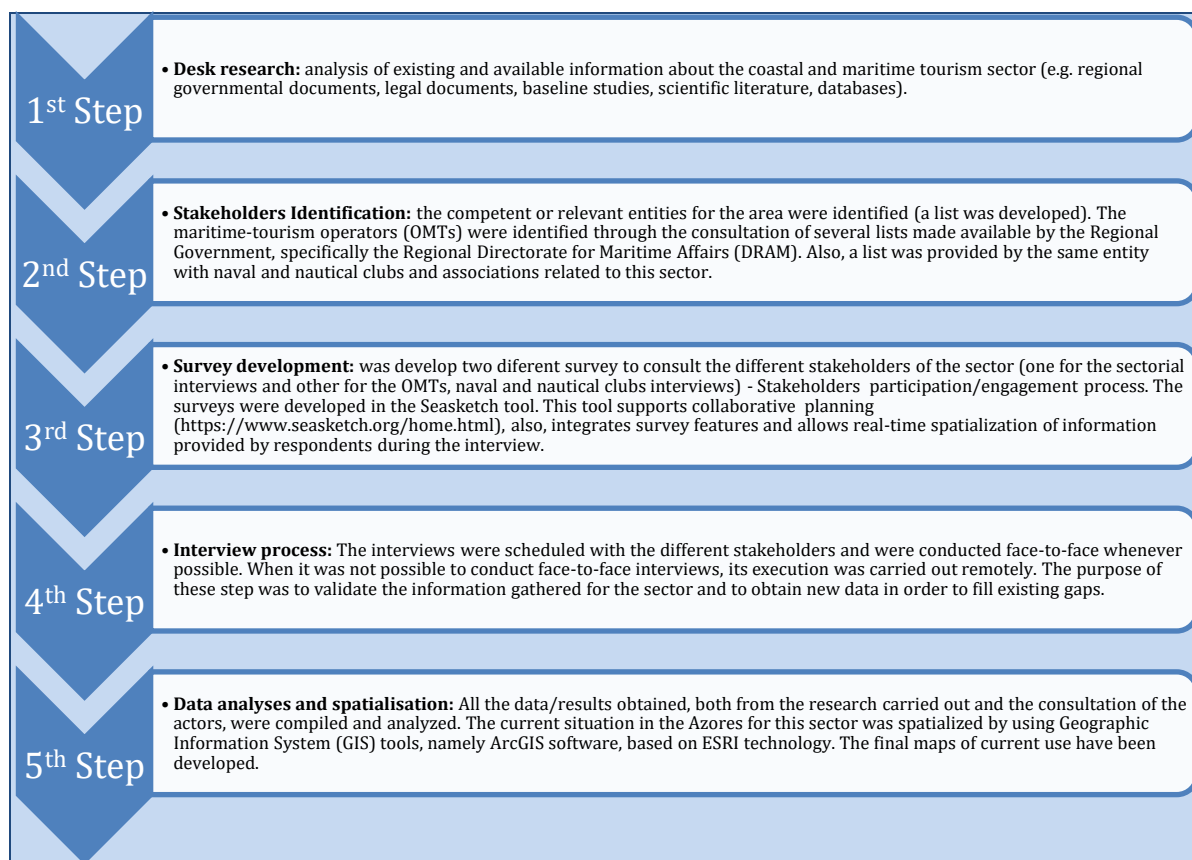 1st Step
• Desk research: analysis of existing and available information about the coastal and maritime tourism sector (e.g. regional
governmental documents, legal documents, baseline studies, scientific literature, databases).
2nd Step
• Stakeholders Identification: the competent or relevant entities for the area were identified (a list was developed). The
maritime-tourism operators (OMTs) were identified through the consultation of several lists made available by the Regional
Government, specifically the Regional Directorate for Maritime Affairs (DRAM). Also, a list was provided by the same entity
with naval and nautical clubs and associations related to this sector.
3rd Step
• Survey development: was develop two diferent survey to consult the different stakeholders of the sector (one for the sectorial
interviews and other for the OMTs, naval and nautical clubs interviews) - Stakeholders participation/engagement process. The
surveys were developed in the Seasketch tool. This tool supports collaborative planning
(https://www.seasketch.org/home.html), also, integrates survey features and allows real-time spatialization of information
provided by respondents during the interview.
4th Step
• Interview process: The interviews were scheduled with the different stakeholders and were conducted face-to-face whenever
possible. When it was not possible to conduct face-to-face interviews, its execution was carried out remotely. The purpose of
these step was to validate the information gathered for the sector and to obtain new data in order to fill existing gaps.
5th Step
• Data analyses and spatialisation: All the data/results obtained, both from the research carried out and the consultation of the
actors, were compiled and analyzed. The current situation in the Azores for this sector was spatialized by using Geographic
Information System (GIS) tools, namely ArcGIS software, based on ESRI technology. The final maps of current use have been
developed.